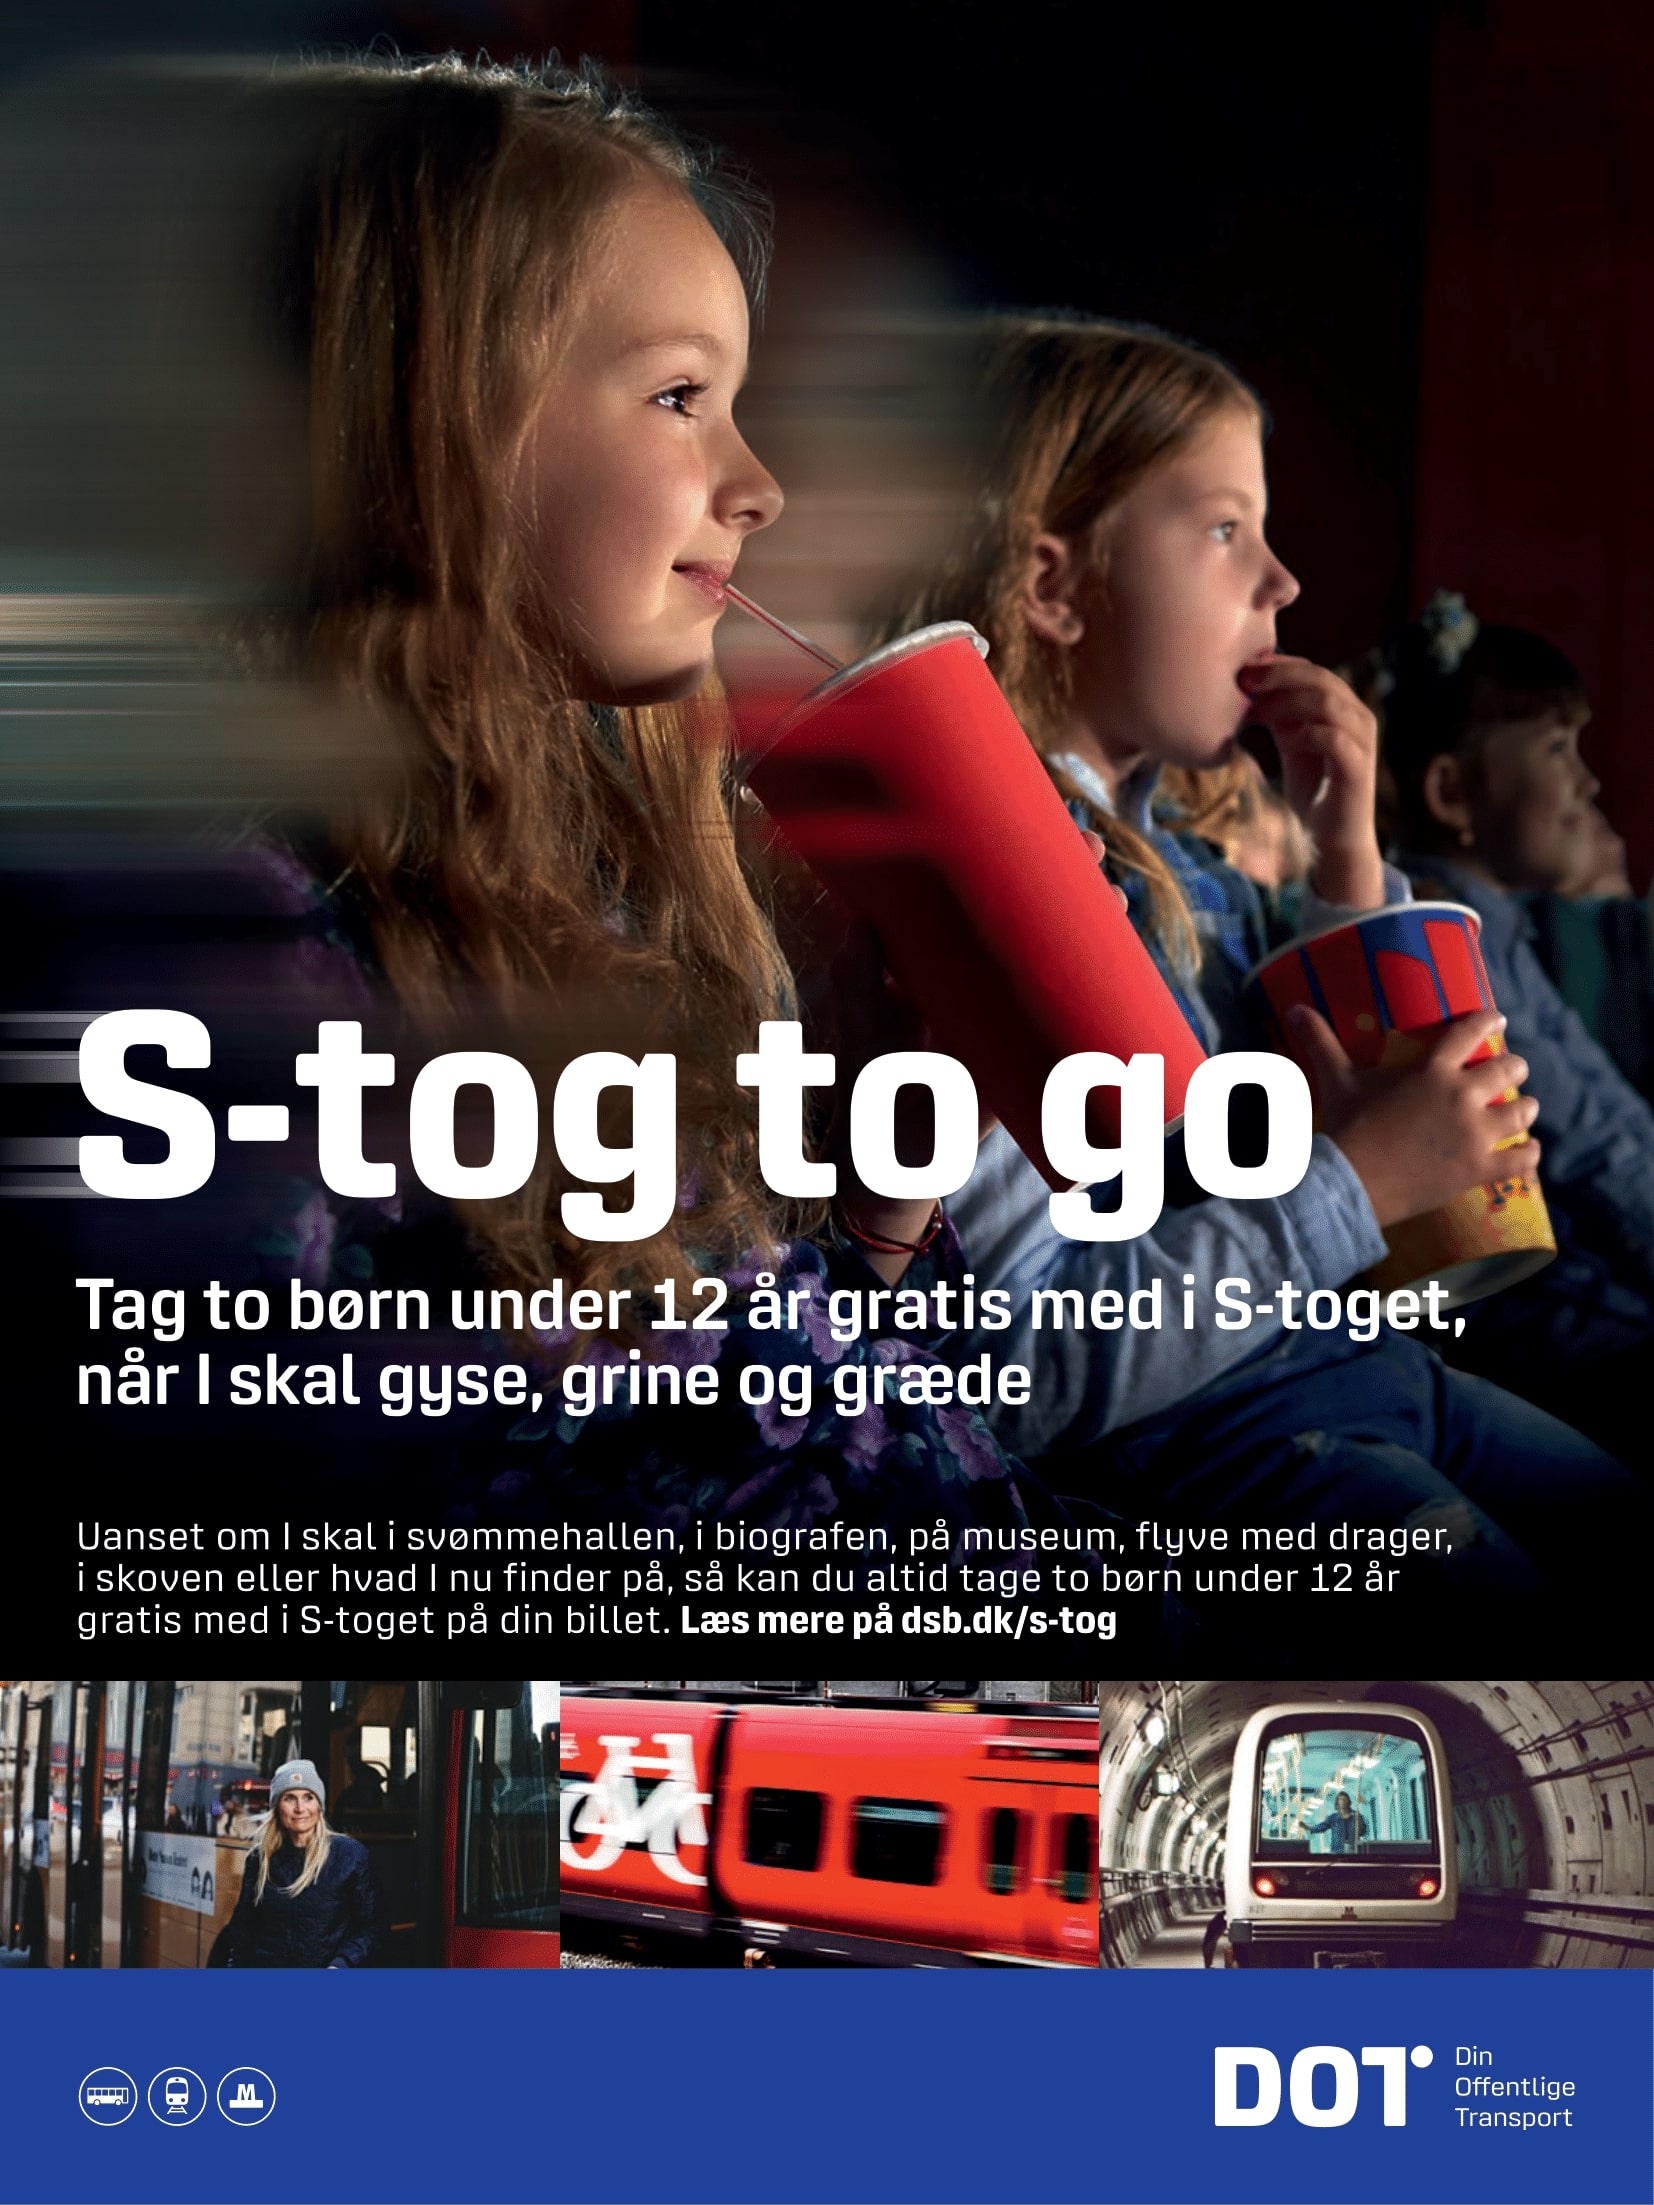 S-tog to go
Tag to børn under 12 år gratis med i S-toget,
når I skal gyse, grine og græde
Uanset om I skal i svømmehallen, i biografen, på museum, flyve med drager,
i skoven eller hvad I nu finder på, så kan du altid tage to børn under 12 år
gratis med i S-toget på din billet. Læs mere på dsb.dk/s-tog
M
DOT
Din
Offentlige
Transport